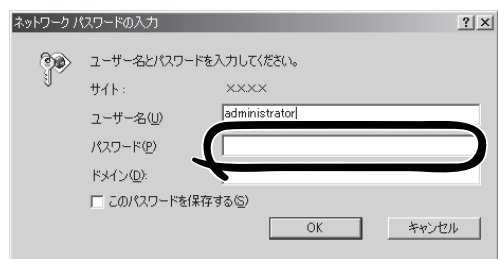 ネットワーク パスワードの入力
ユーザー名とパスワードを入力してください。
サイト: ××××
ユーザー名(U) administrator
パスワード(P)
ドメイン(D):
このパスワードを保存する(S)
OK キャンセル